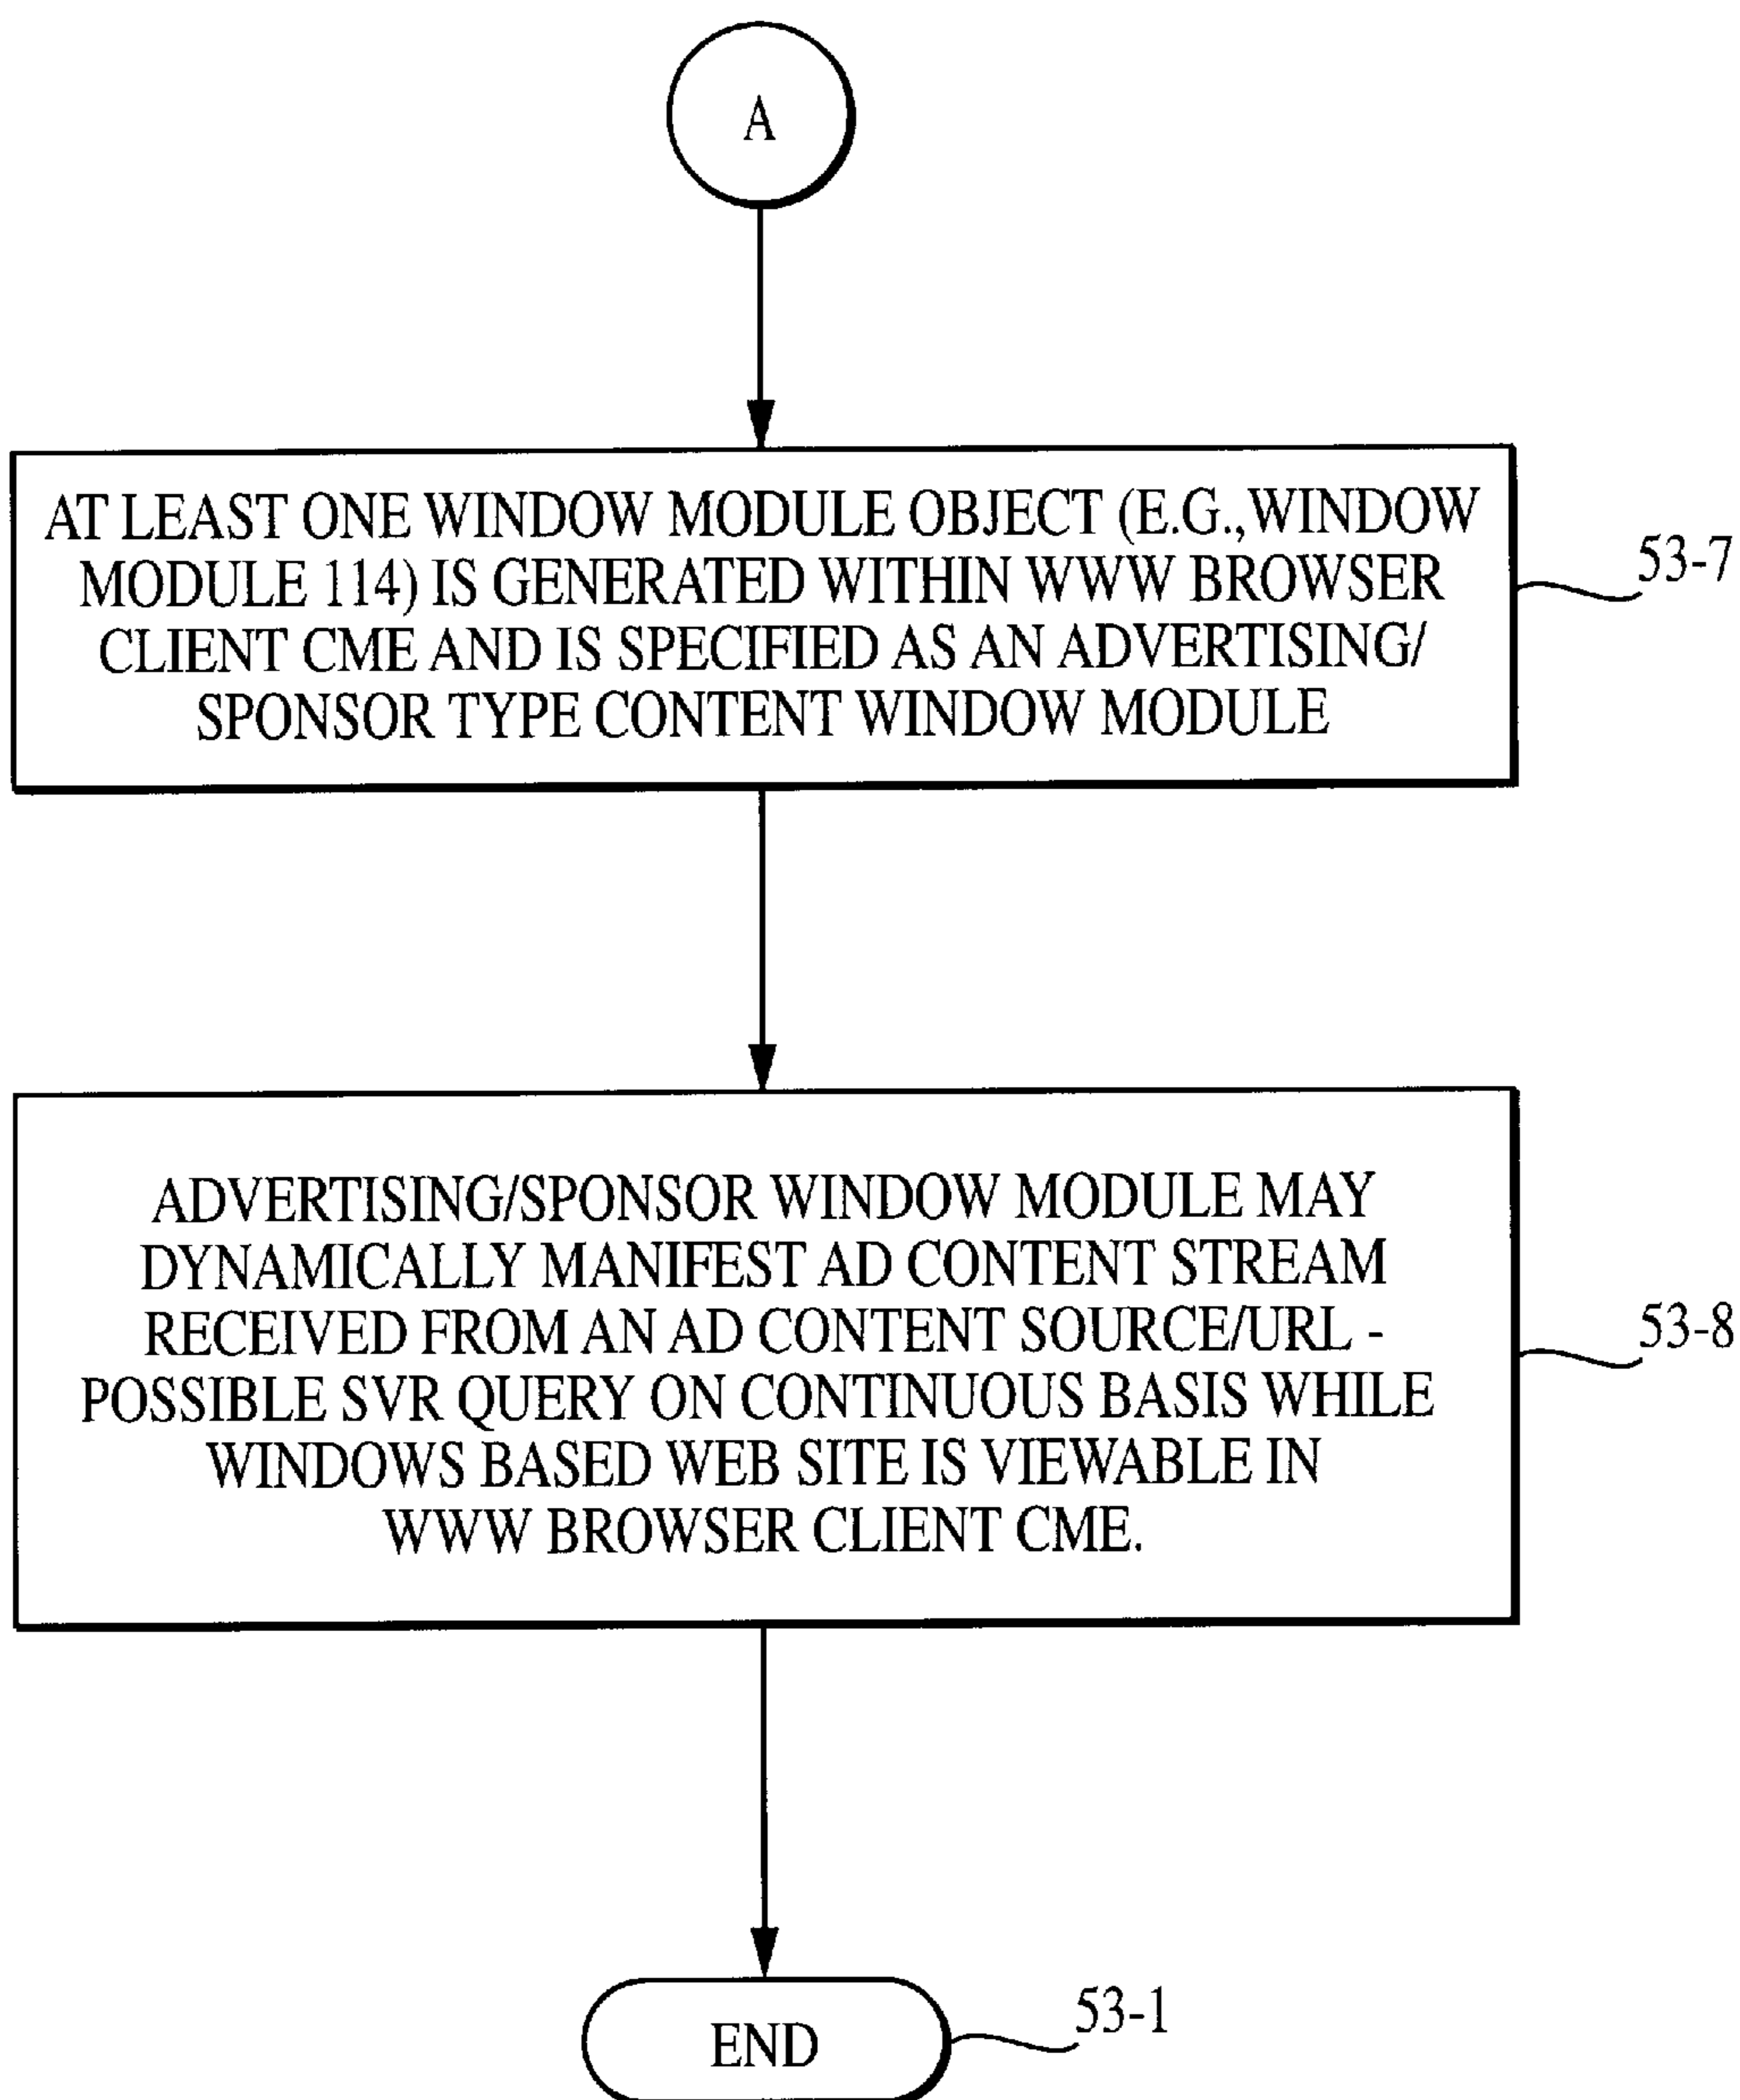 A
AT LEAST ONE WINDOW MODULE OBJECT (E.G.,WINDOW
MODULE 114) IS GENERATED WITHIN WWW BROWSER
CLIENT CME AND IS SPECIFIED AS AN ADVERTISING/
SPONSOR TYPE CONTENT WINDOW MODULE
53-7
ADVERTISING/SPONSOR WINDOW MODULE MAY
DYNAMICALLY MANIFEST AD CONTENT STREAM
RECEIVED FROM AN AD CONTENT SOURCE/URL -
POSSIBLE SVR QUERY ON CONTINUOUS BASIS WHILE
WINDOWS BASED WEB SITE IS VIEWABLE IN
WWW BROWSER CLIENT CME.
53-8
END
53-1